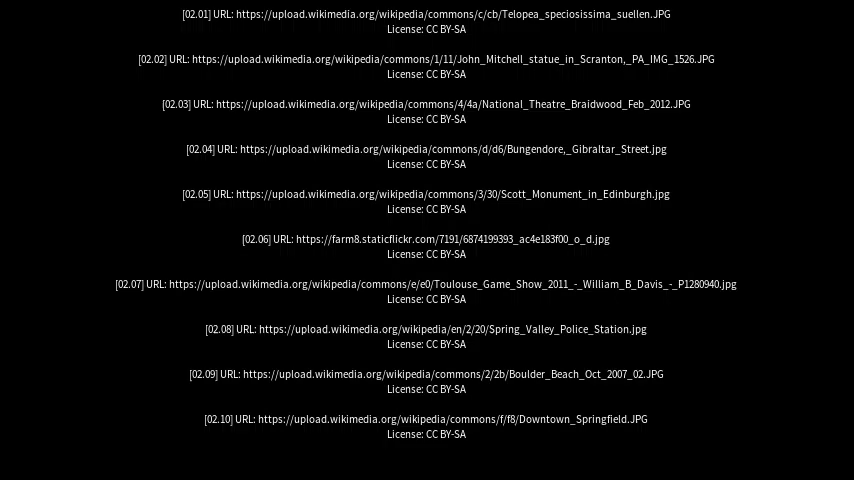 [02.01] URL: https://upload.wikimedia.org/wikipedia/commons/c/cb/Telopea_speciosissima_suellen.JPG
License: CC BY-SA
[02.02] URL: https://upload.wikimedia.org/wikipedia/commons/1/11/John_Mitchell_statue_in_Scranton,_PA_IMG_1526.JPG
License: CC BY-SA
[02.03] URL: https://upload.wikimedia.org/wikipedia/commons/4/4a/National_Theatre_Braidwood_Feb_2012.JPG
License: CC BY-SA
[02.04] URL: https://upload.wikimedia.org/wikipedia/commons/d/d6/Bungendore,_Gibraltar_Street.jpg
License: CC BY-SA
[02.05] URL: https://upload.wikimedia.org/wikipedia/commons/3/30/Scott_Monument_in_Edinburgh.jpg
License: CC BY-SA
[02.06] URL: https://farm8.staticflickr.com/7191/6874199393_ac4e183f00_o_d.jpg
License: CC BY-SA
[02.07] URL: https://upload.wikimedia.org/wikipedia/commons/e/e0/Toulouse_Game_Show_2011_-_William_B_Davis_-_P1280940.jpg
License: CC BY-SA
[02.08] URL: https://upload.wikimedia.org/wikipedia/en/2/20/Spring_Valley_Police_Station.jpg
License: CC BY-SA
[02.09] URL: https://upload.wikimedia.org/wikipedia/commons/2/2b/Boulder_Beach_Oct_2007_02.JPG
License: CC BY-SA
[02.10] URL: https://upload.wikimedia.org/wikipedia/commons/f/f8/Downtown_Springfield.JPG
License: CC BY-SA